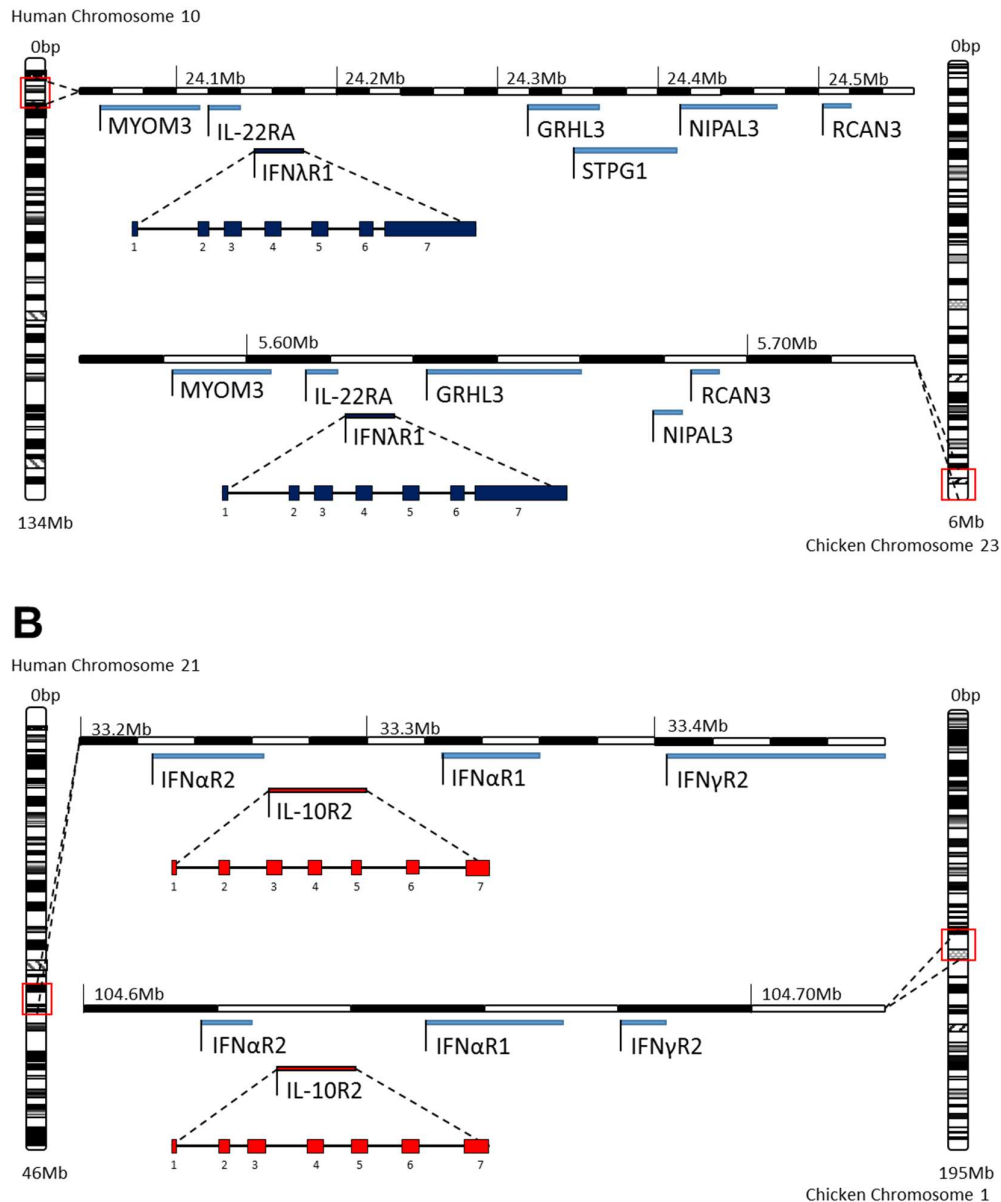 Human Chromosome 10
0bp
0bp
24.1Mb 24.2Mb 24.3Mb 24.4Mb 24.5Mb
MYOM3 IL-22RA GRHL3 NIPAL3 RCAN3
IFNλR1 STPG1
1 2 3 4 5 6 7
5.60Mb 5.70Mb
MYOM3 IL-22RA GRHL3 RCAN3
IFNλR1 NIPAL3
1 2 3 4 5 6 7
134Mb 6Mb
Chicken Chromosome 23
B
Human Chromosome 21
0bp 0bp
33.2Mb 33.3Mb 33.4Mb
IFNαR2 IFNαR1 IFNγR2
IL-10R2
1 2 3 4 5 6 7
104.6Mb 104.70Mb
IFNαR2 IFNαR1 IFNγR2
IL-10R2
1 2 3 4 5 6 7
46Mb 195Mb
Chicken Chromosome 1